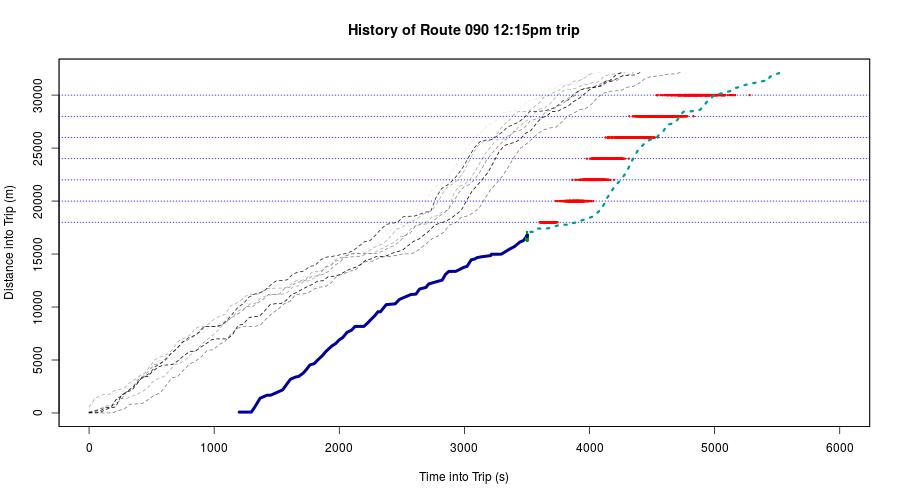 History of Route 090 12:15pm trip
Distance into Trip (m)
30000
25000
20000
15000
10000
5000
0
0 1000 2000 3000 4000 5000 6000
Time into Trip (s)